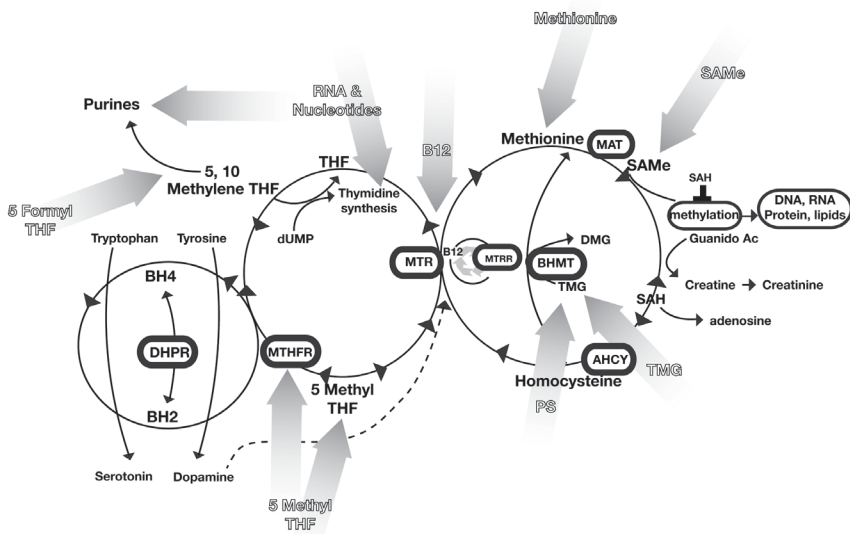 Methionine
SAMe
RNA &
Nucleotides
Purines
B12
Methionine
MAT
SAMe
THF
5, 10
Methylene THF
Thymidine
synthesis
SAH
methylation
DNA, RNA
Protein, lipids
5 Formyl
THF
dUMP
Tryptophan
Tyrosine
Guanido Ac
DMG
B12
MTR
MTRR
BHMT
TMG
BH4
Creatine
Creatinine
SAH
adenosine
DHPR
MTHFR
AHCY
TMG
5 Methyl
THF
Homocysteine
PS
BH2
Serotonin
Dopamine
5 Methyl
THF